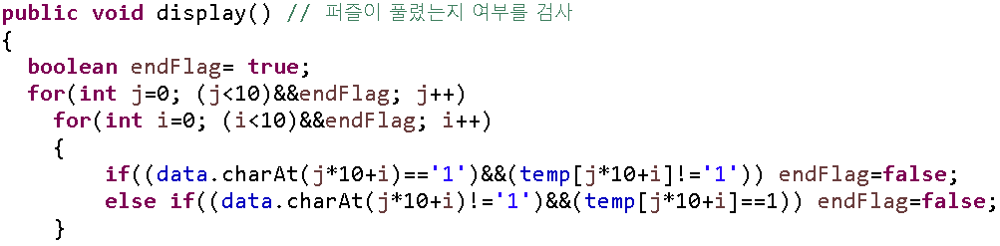 public void display() // 퍼즐이 풀렸는지 여부를 검사
{
boolean endFlag= true;
for(int j=0; (j<10)&&endFlag; j++)
for(int i=0; (i<10)&&endFlag; i++)
{
if((data.charAt(j*10+i)=='1')&&(temp[j*10+i]!='1')) endFlag=false;
else if((data.charAt(j*10+i)!='1')&&(temp[j*10+i]==1)) endFlag=false;
}